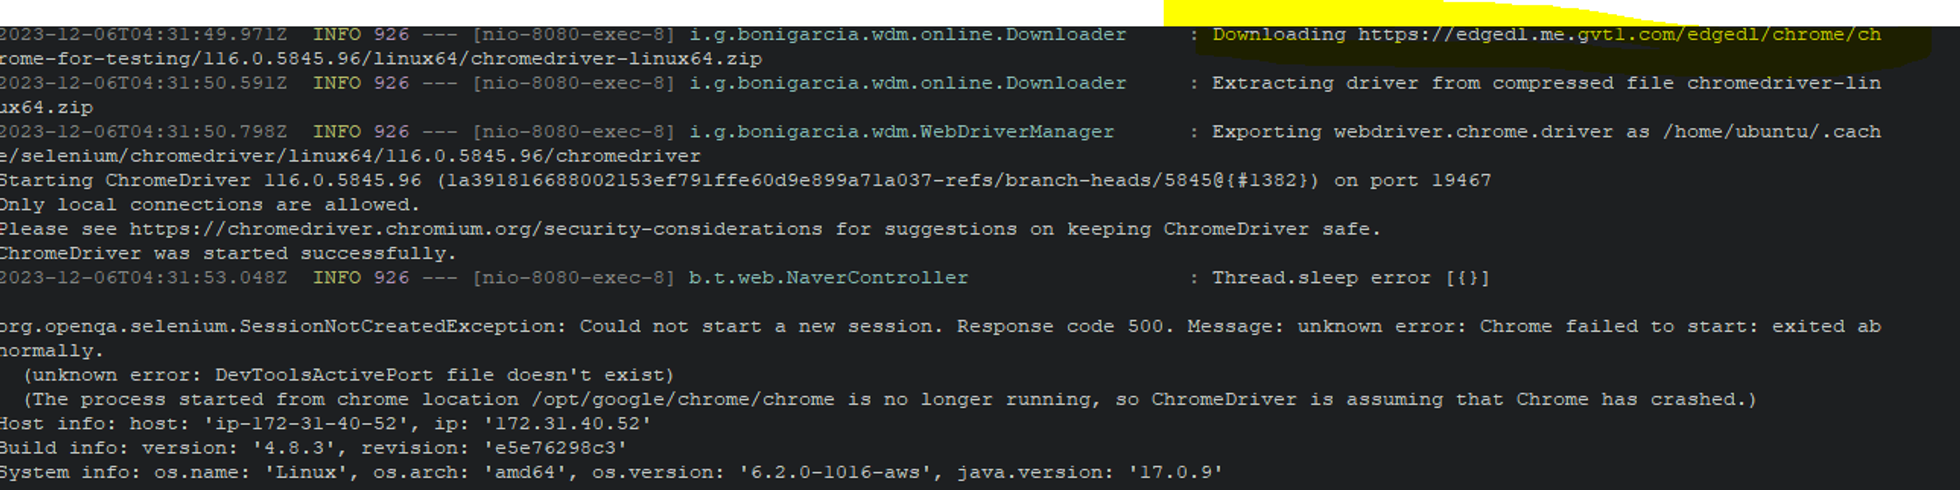 2023-12-06T04:31:49.971Z  INFO 926 --- [nio-8080-exec-8] i.g.bonigarcia.wdm.online.Downloader     : Downloading https://edgedl.me.gvt1.com/edgedl/chrome/ch
rome-for-testing/116.0.5845.96/linux64/chromedriver-linux64.zip
2023-12-06T04:31:50.591Z  INFO 926 --- [nio-8080-exec-8] i.g.bonigarcia.wdm.online.Downloader     : Extracting driver from compressed file chromedriver-lin
ux64.zip
2023-12-06T04:31:50.798Z  INFO 926 --- [nio-8080-exec-8] i.g.bonigarcia.wdm.WebDriverManager      : Exporting webdriver.chrome.driver as /home/ubuntu/.cach
e/selenium/chromedriver/linux64/116.0.5845.96/chromedriver
Starting ChromeDriver 116.0.5845.96 (1a391816688002153ef791ffe60d9e899a71a037-refs/branch-heads/5845@{#1382}) on port 19467
Only local connections are allowed.
Please see https://chromedriver.chromium.org/security-considerations for suggestions on keeping ChromeDriver safe.
ChromeDriver was started successfully.
2023-12-06T04:31:53.048Z  INFO 926 --- [nio-8080-exec-8] b.t.web.NaverController                  : Thread.sleep error [{}]
org.openqa.selenium.SessionNotCreatedException: Could not start a new session. Response code 500. Message: unknown error: Chrome failed to start: exited ab
normally.
  (unknown error: DevToolsActivePort file doesn't exist)
  (The process started from chrome location /opt/google/chrome/chrome is no longer running, so ChromeDriver is assuming that Chrome has crashed.)
Host info: host: 'ip-172-31-40-52', ip: '172.31.40.52'
Build info: version: '4.8.3', revision: 'e5e76298c3'
System info: os.name: 'Linux', os.arch: 'amd64', os.version: '6.2.0-1016-aws', java.version: '17.0.9'